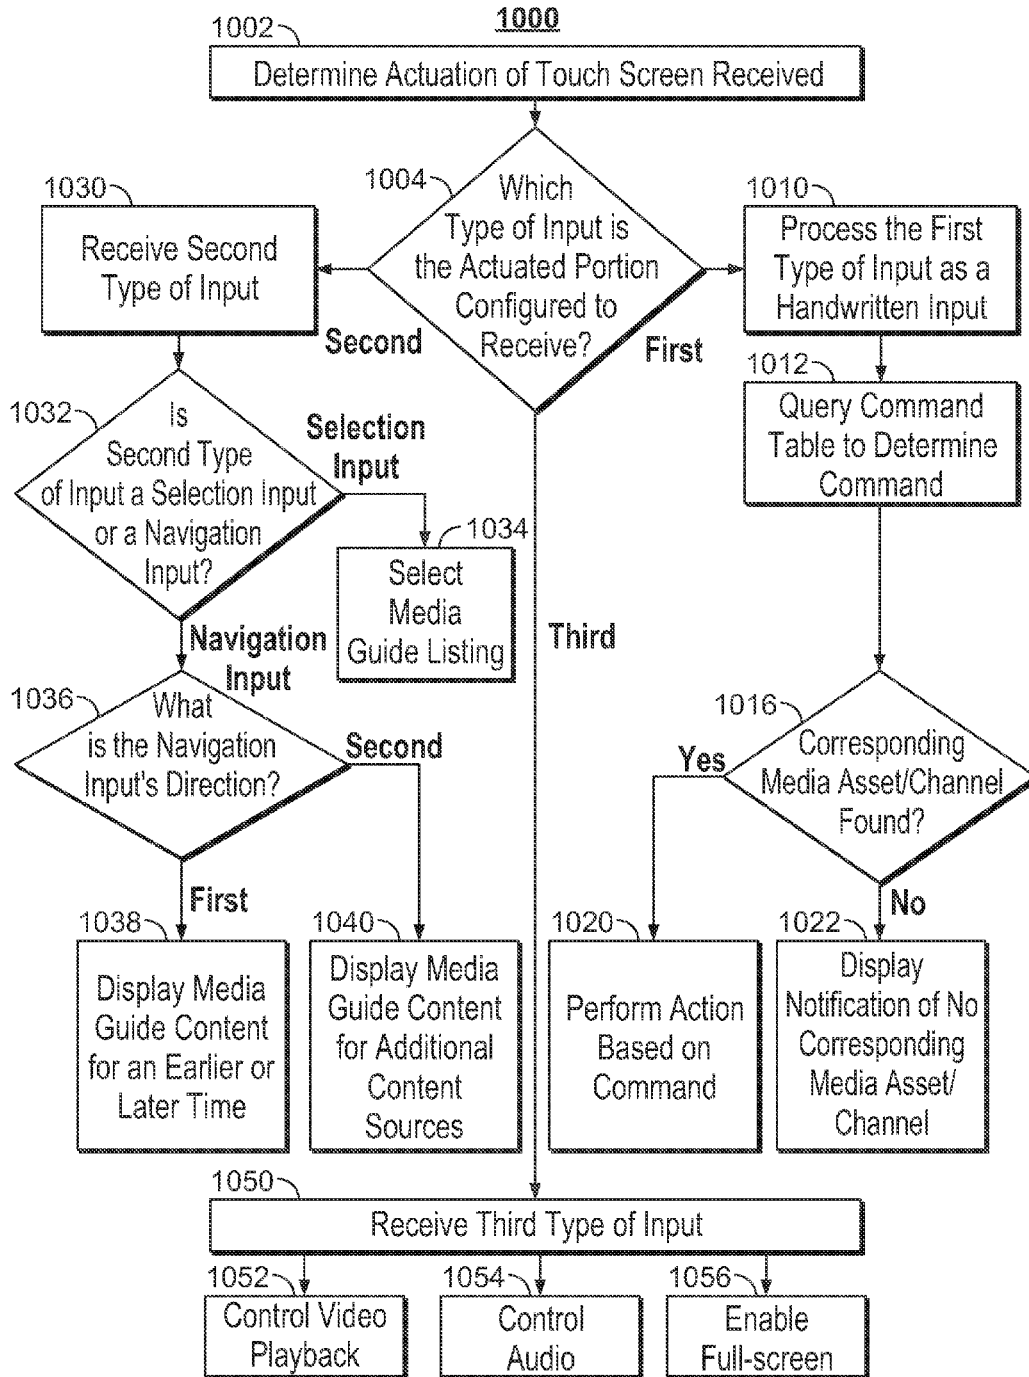 1000
1002
Determine Actuation of Touch Screen Received
1004
Which
Type of Input is
the Actuated Portion
Configured to
Receive?
Second
First
Third
1030
Receive Second
Type of Input
1010
Process the First
Type of Input as a
Handwritten Input
1012
Query Command
Table to Determine
Command
1032
Is
Second Type
of Input a Selection Input
or a Navigation
Input?
Selection
Input
1034
Select
Media
Guide Listing
Navigation
Input
1036
What
is the Navigation
Input's Direction?
Second
First
1016
Corresponding
Media Asset/Channel
Found?
Yes
No
1038
Display Media
Guide Content
for an Earlier or
Later Time
1040
Display Media
Guide Content
for Additional
Content
Sources
1020
Perform Action
Based on
Command
1022
Display
Notification of No
Corresponding
Media Asset/
Channel
1050
Receive Third Type of Input
1052
Control Video
Playback
1054
Control
Audio
1056
Enable
Full-screen